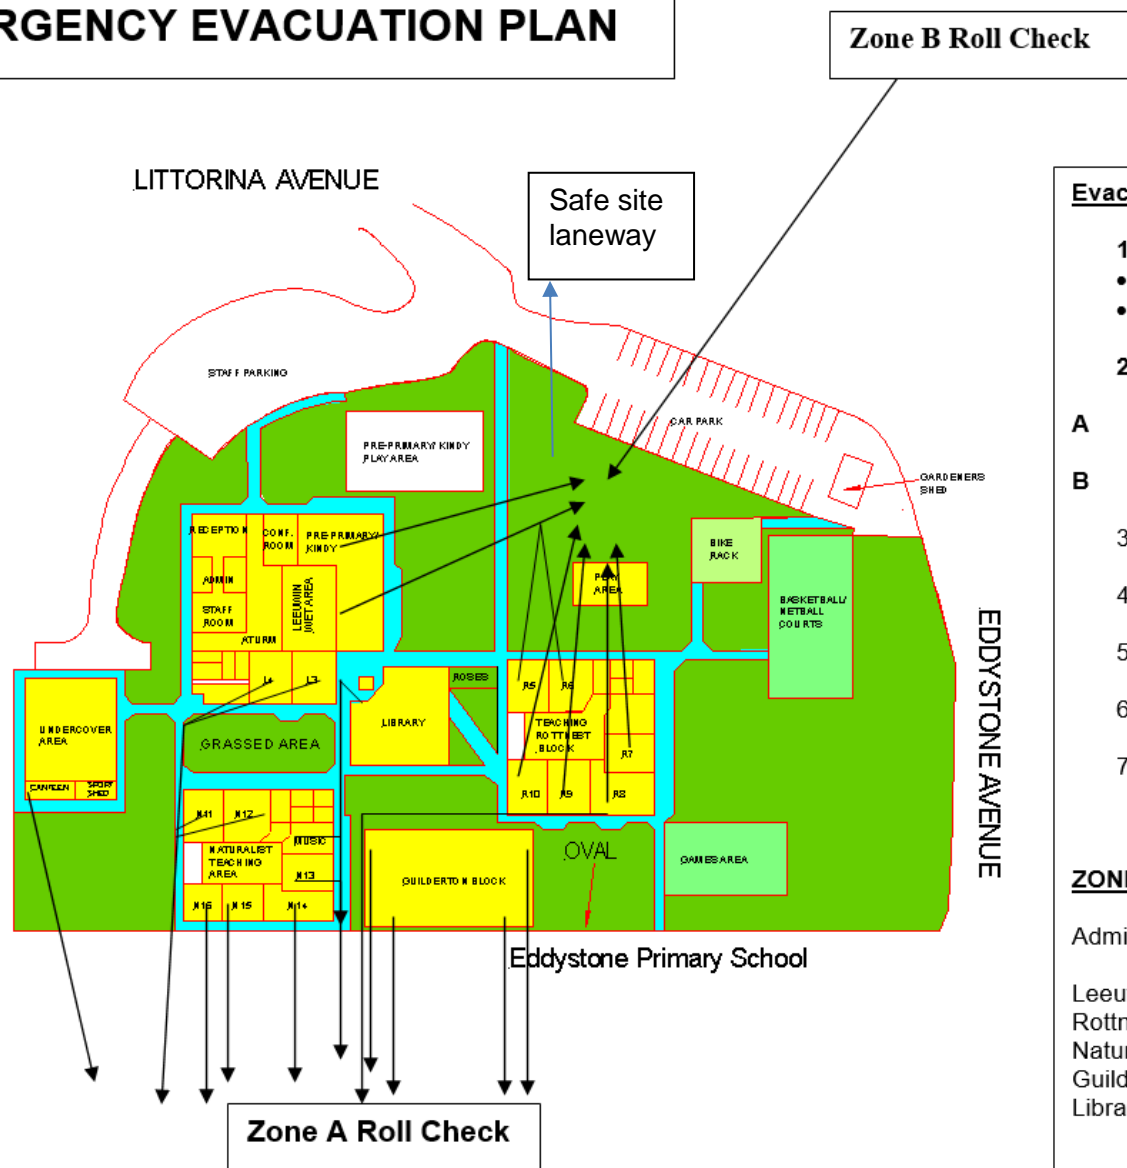 RGENCY EVACUATION PLAN
Zone B Roll Check
LITTORINA AVENUE
Safe site
laneway
Evac
1
•
•
2
A
B
3
4
5
6
7
STAFF PARKING
CAR PARK
PRE-PRIMARY/ KINDY
PLAY AREA
GARDENERS
SHED
RECEPTION
CONF.
ROOM
PRE-PRIMARY/
KINDY
ADMIN
STAFF
ROOM
LEEUWIN
WET AREA
ATURM
L4
L3
BIKE
RACK
PLAY
AREA
BASKETBALL/
NETBALL
COURTS
EDDYSTONE AVENUE
ROSES
R5
R6
UNDERCOVER
AREA
LIBRARY
TEACHING
ROTTNEST
BLOCK
GRASSED AREA
R7
CANTEEN
SPORT
SHED
R10
R9
R8
N11
N12
MUSIC
NATURALIST
TEACHING
AREA
N13
OVAL
GAMES AREA
GUILDERTON BLOCK
N16
N15
N14
Eddystone Primary School
ZON
Admi
Leeu
Rottn
Natur
Guild
Libra
Zone A Roll Check